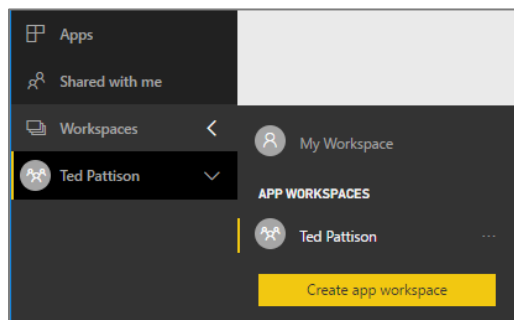 Apps
Shared with me
Workspaces
Ted Pattison
My Workspace
APP WORKSPACES
Ted Pattison
Create app workspace